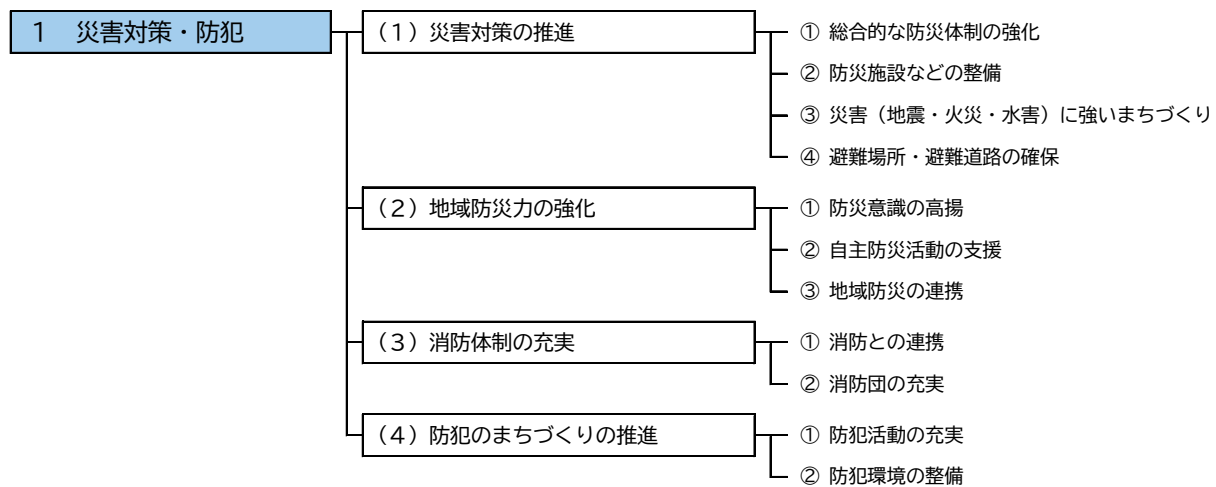 1 災害対策・防犯
(1)災害対策の推進
① 総合的な防災体制の強化
② 防災施設などの整備
③ 災害(地震・火災・水害)に強いまちづくり
④ 避難場所・避難道路の確保
(2)地域防災力の強化
① 防災意識の高揚
② 自主防災活動の支援
③ 地域防災の連携
(3)消防体制の充実
① 消防との連携
② 消防団の充実
(4)防犯のまちづくりの推進
① 防犯活動の充実
② 防犯環境の整備